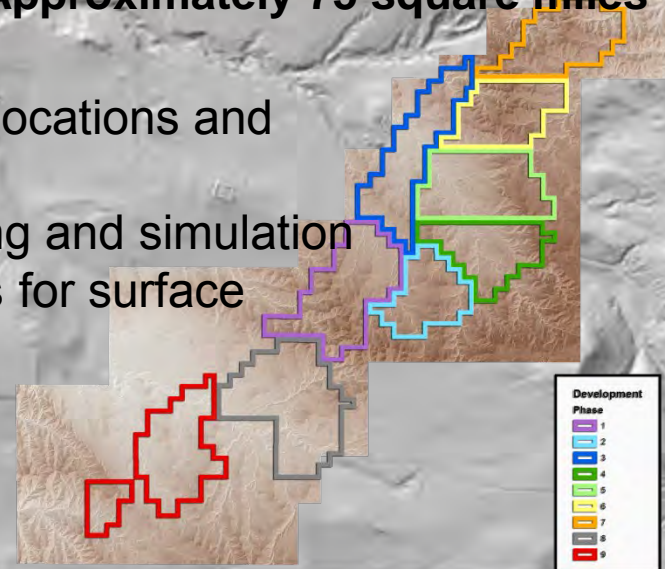 Approximately 75 square miles
ocations and
ng and simulation
s for surface
Development
Phase
1
2
3
4
5
6
7
8
9